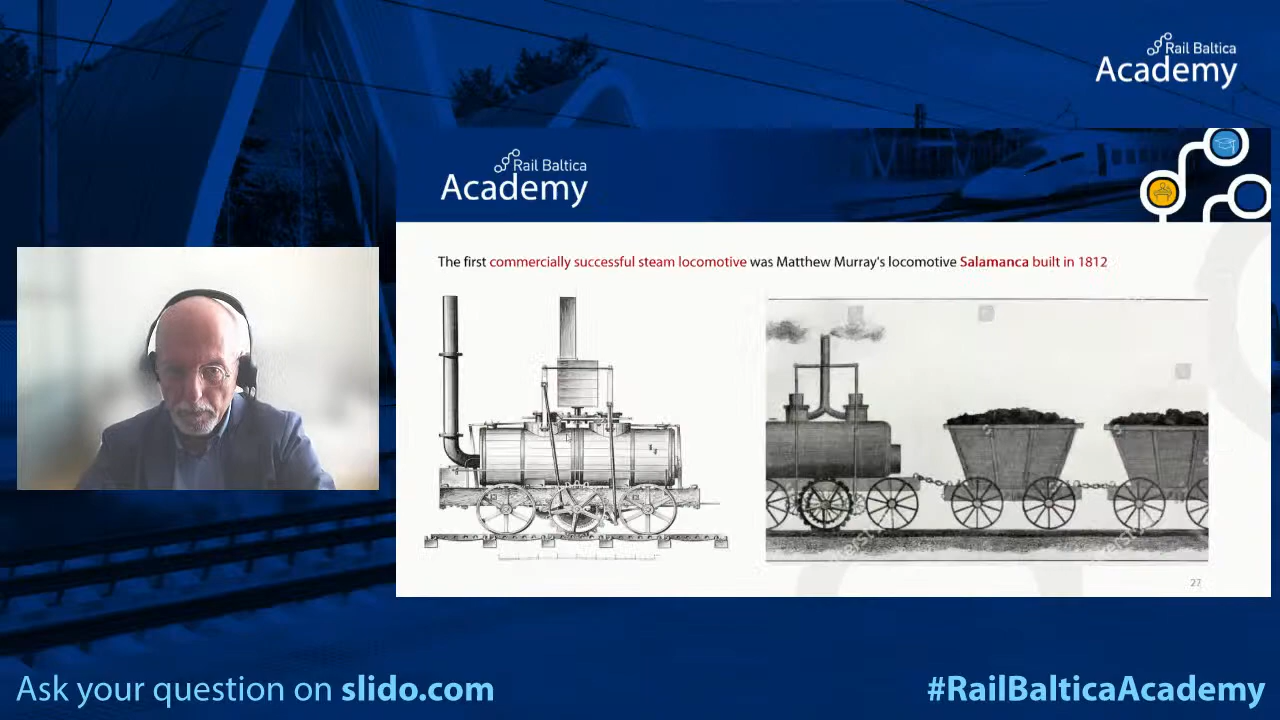 Rail Baltica
Academy
Rail Baltica
Academy
The first commercially successful steam locomotive was Matthew Murray's locomotive Salamanca built in 1812
27
Ask your question on slido.com
#RailBalticaAcademy